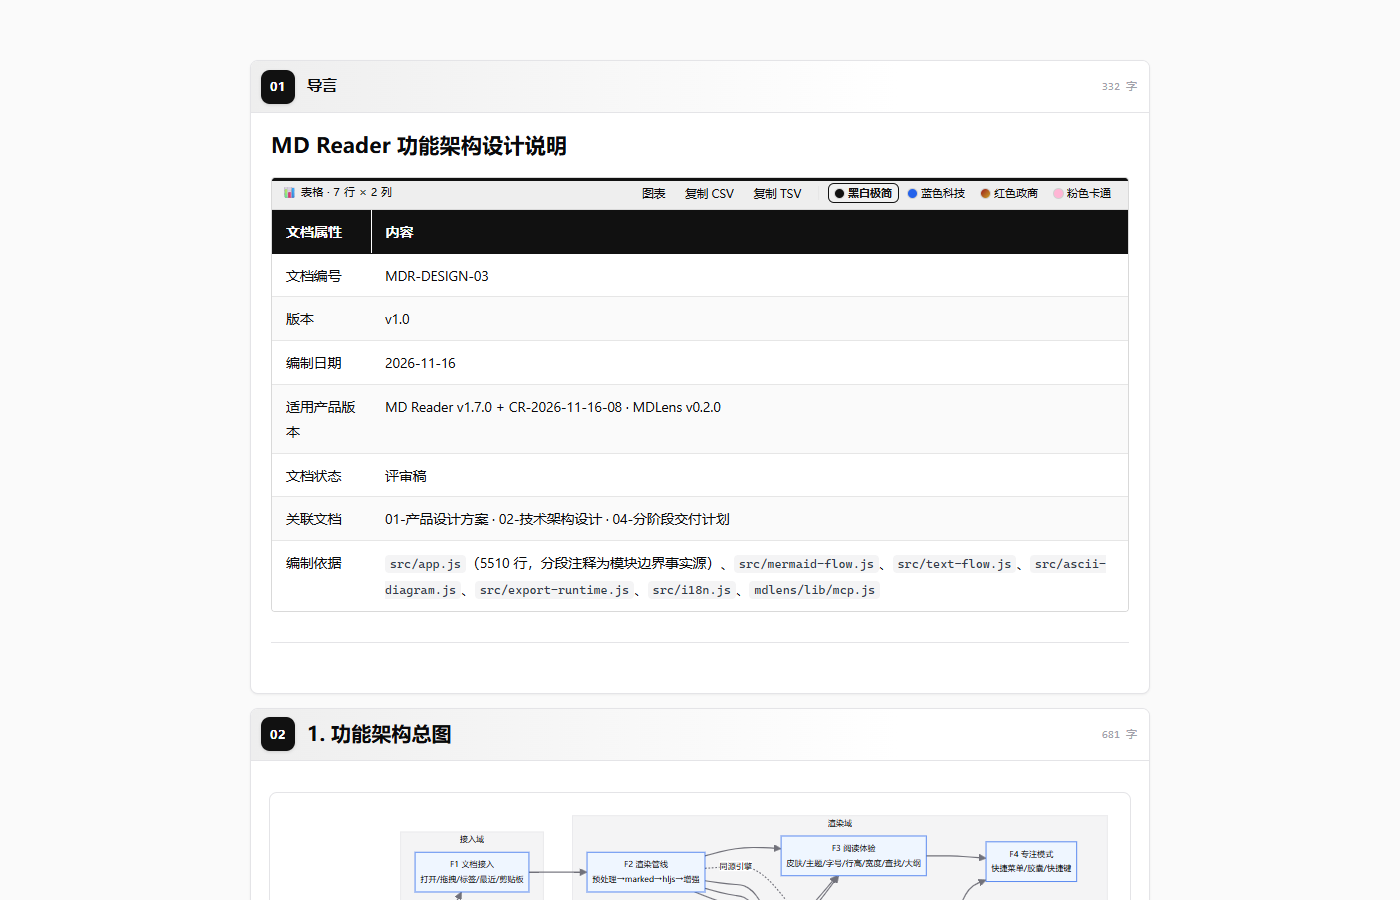 01 导言 332 字
MD Reader 功能架构设计说明
表格 · 7 行 × 2 列 图表 复制 CSV 复制 TSV 黑白极简 蓝色科技 红色政商 粉色卡通
文档属性 内容
文档编号 MDR-DESIGN-03
版本 v1.0
编制日期 2026-11-16
适用产品版 MD Reader v1.7.0 + CR-2026-11-16-08 · MDLens v0.2.0
本
文档状态 评审稿
关联文档 01-产品设计方案 · 02-技术架构设计 · 04-分阶段交付计划
编制依据 src/app.js（5510 行，分段注释为模块边界事实源）、src/mermaid-flow.js、src/text-flow.js、src/ascii-
diagram.js、src/export-runtime.js、src/i18n.js、mdlens/lib/mcp.js
02 1. 功能架构总图 681 字
接入域
F1 文档接入
打开/拖拽/标签/最近/剪贴板
渲染域
F2 渲染管线
预处理→marked→hljs→增强
同源引擎
F3 阅读体验
皮肤/主题/字号/行高/宽度/查找/大纲
F4 专注模式
快捷菜单/胶囊/快捷键